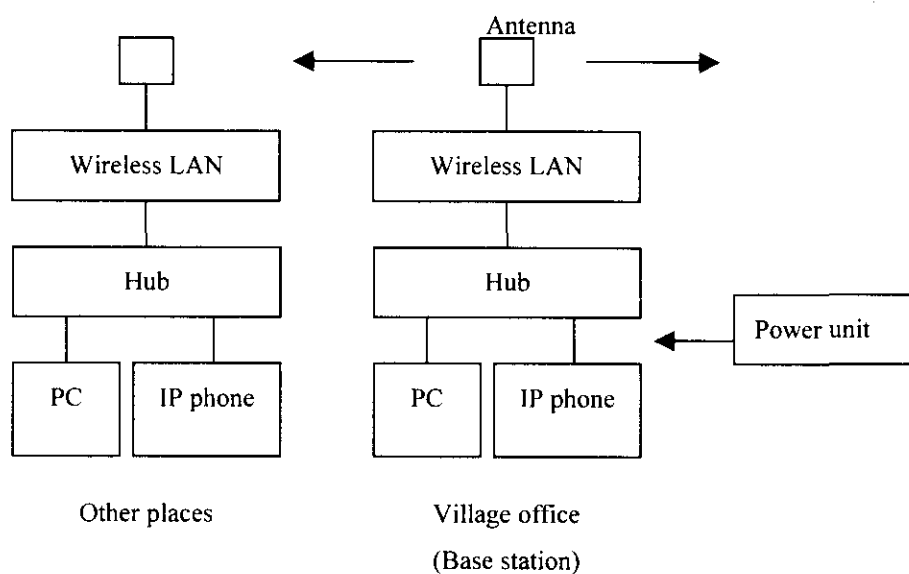 Antenna
Wireless LAN
Wireless LAN
Hub
Hub
Power unit
PC
IP phone
PC
IP phone
Other places
Village office
(Base station)